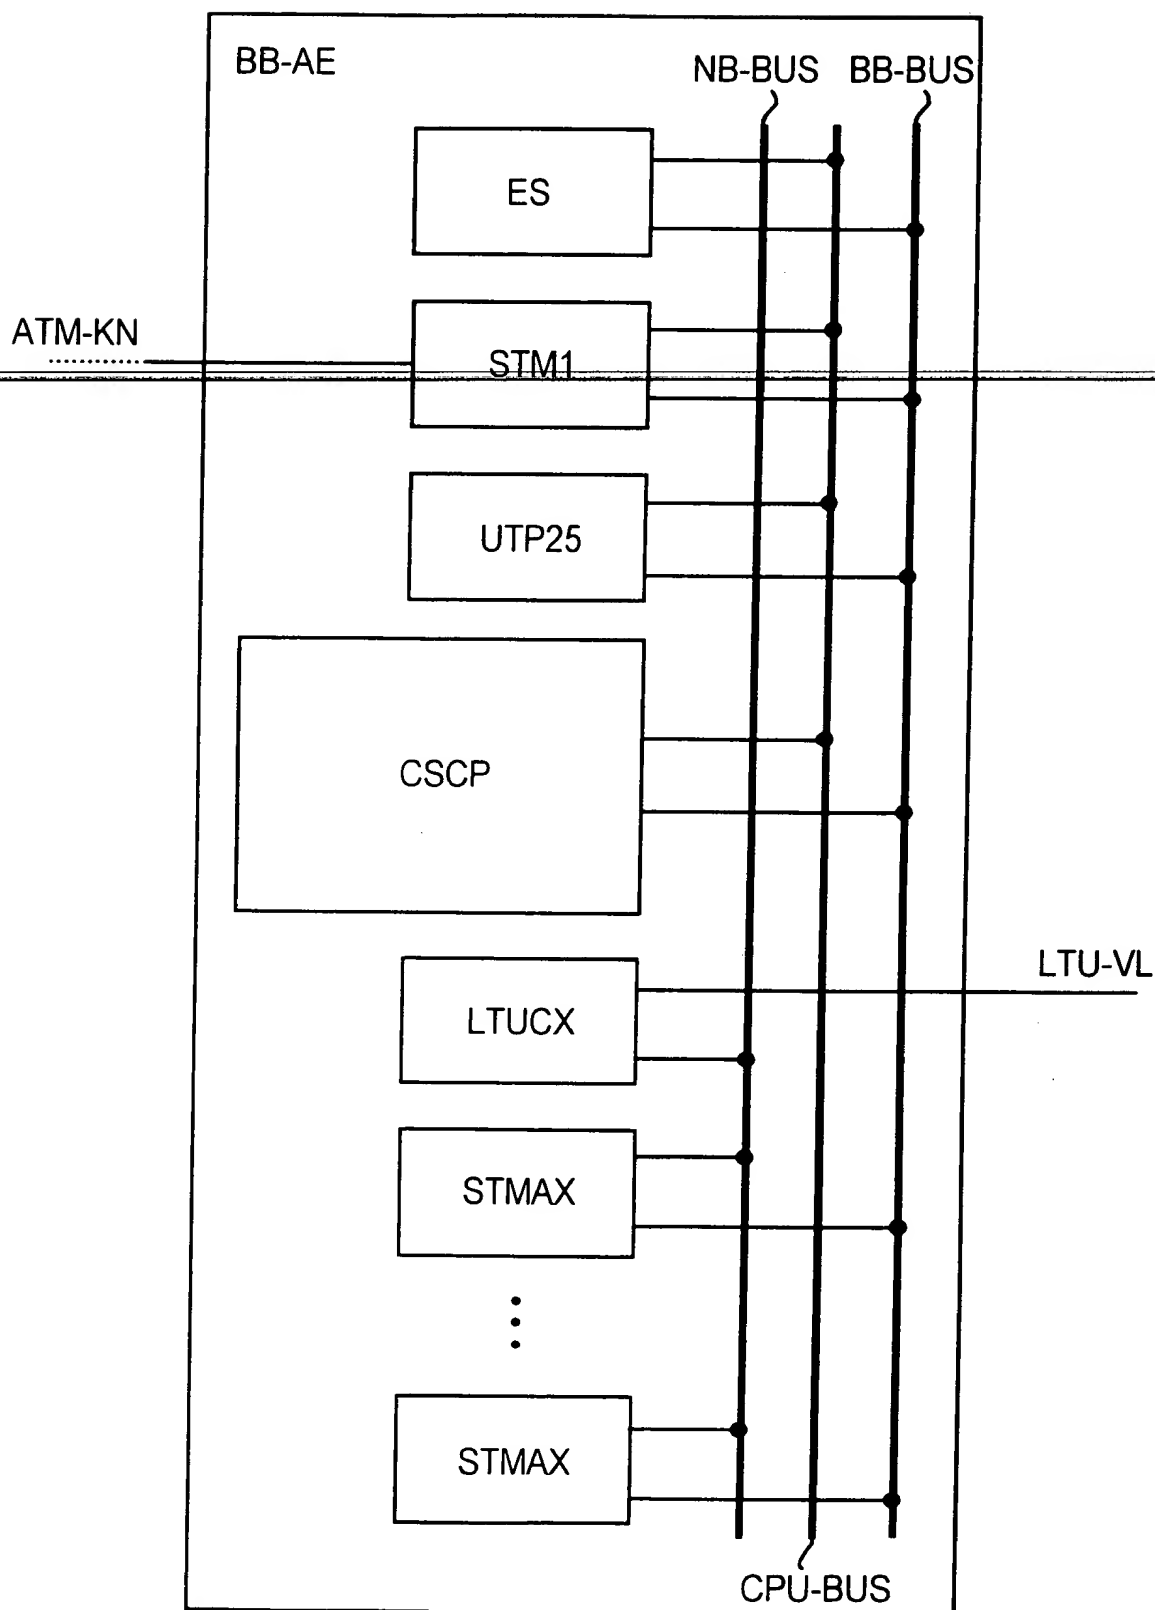 BB-AE
NB-BUS
BB-BUS
ES
ATM-KN
STM1
UTP25
CSCP
LTU-VL
LTUCX
STMAX
STMAX
CPU-BUS